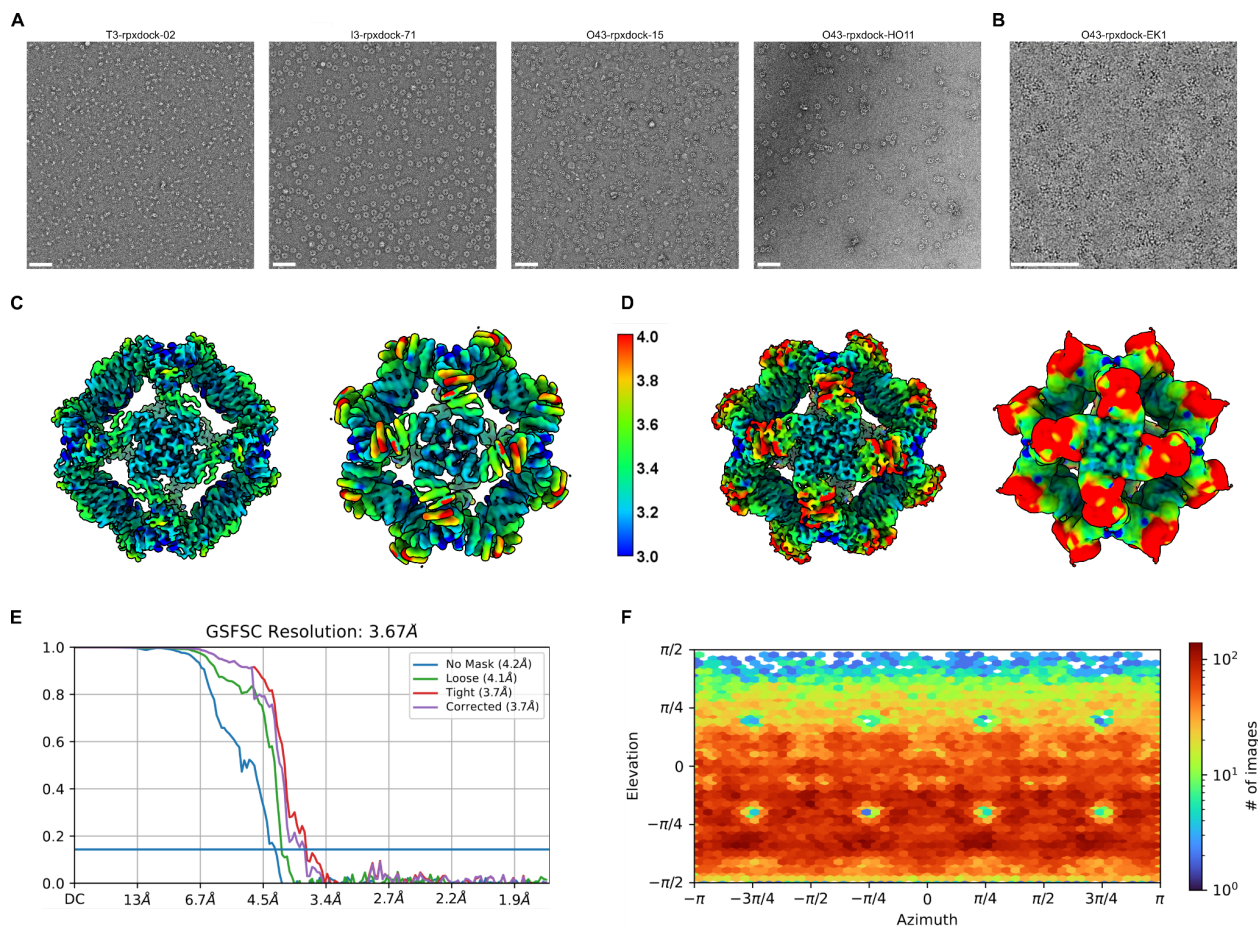 A
B
T3-rpxdock-02
I3-rpxdock-71
O43-rpxdock-15
O43-rpxdock-HO11
O43-rpxdock-EK1
C
D
4.0
3.8
3.6
3.4
3.2
3.0
E
F
GSFSC Resolution: 3.67Å
1.0
0.8
0.6
0.4
0.2
0.0
No Mask (4.2Å)
Loose (4.1Å)
Tight (3.7Å)
Corrected (3.7Å)
DC
13Å
6.7Å
4.5Å
3.4Å
2.7Å
2.2Å
1.9Å
Elevation
π/2
π/4
0
−π/4
−π/2
−π
−3π/4
−π/2
−π/4
0
π/4
π/2
3π/4
π
Azimuth
10²
10¹
10⁰
# of images